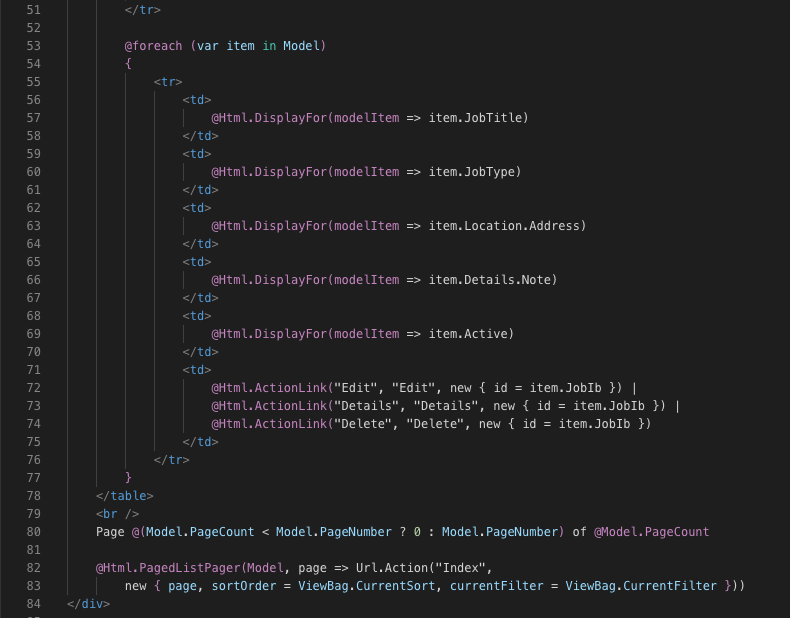 51 </tr>
52
53 @foreach (var item in Model)
54 {
55 <tr>
56 <td>
57 @Html.DisplayFor(modelItem => item.JobTitle)
58 </td>
59 <td>
60 @Html.DisplayFor(modelItem => item.JobType)
61 </td>
62 <td>
63 @Html.DisplayFor(modelItem => item.Location.Address)
64 </td>
65 <td>
66 @Html.DisplayFor(modelItem => item.Details.Note)
67 </td>
68 <td>
69 @Html.DisplayFor(modelItem => item.Active)
70 </td>
71 <td>
72 @Html.ActionLink("Edit", "Edit", new { id = item.JobIb }) |
73 @Html.ActionLink("Details", "Details", new { id = item.JobIb }) |
74 @Html.ActionLink("Delete", "Delete", new { id = item.JobIb })
75 </td>
76 </tr>
77 }
78 </table>
79 <br />
80 Page @(Model.PageCount < Model.PageNumber ? 0 : Model.PageNumber) of @Model.PageCount
81
82 @Html.PagedListPager(Model, page => Url.Action("Index",
83 new { page, sortOrder = ViewBag.CurrentSort, currentFilter = ViewBag.CurrentFilter }))
84 </div>